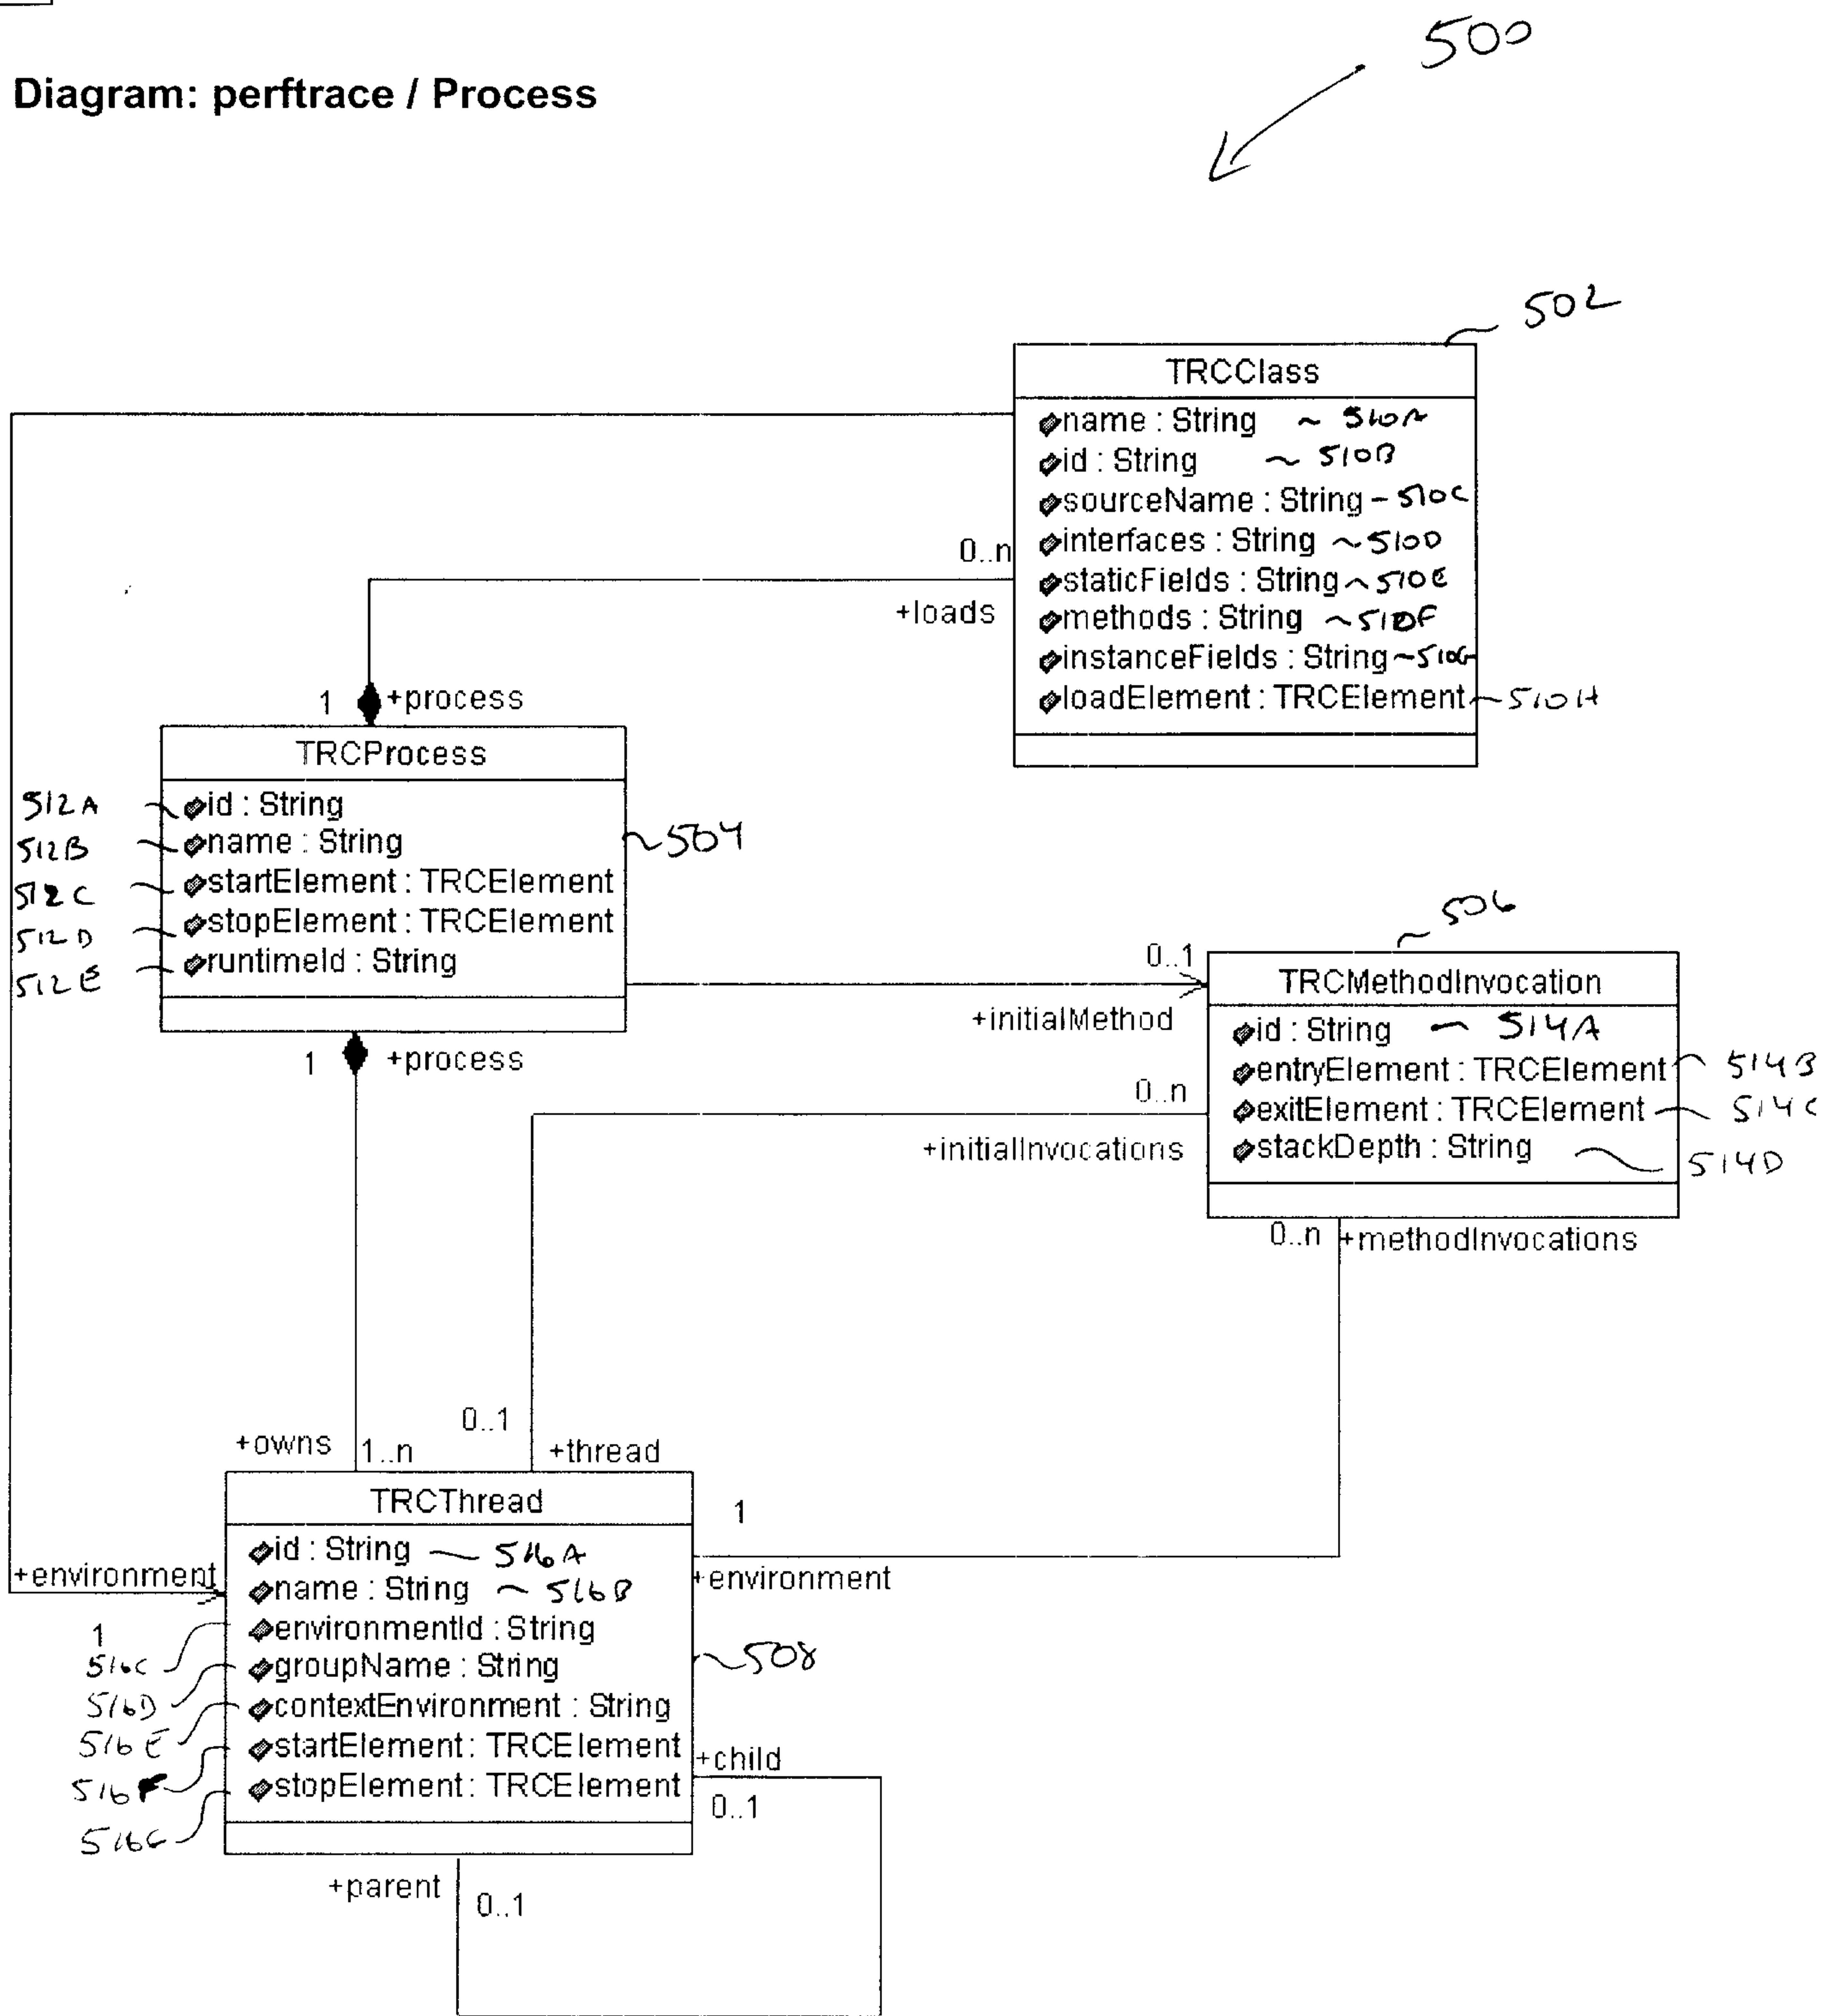 500
Diagram: perftrace / Process
502
TRCClass
name : String ~ 510A
id : String ~ 510B
sourceName : String - 510C
interfaces : String ~ 510D
0..n
staticFields : String ~ 510E
+loads
methods : String ~ 510F
instanceFields : String ~ 510G
loadElement : TRCElement ~ 510H
1 +process
TRCProcess
512A id : String
504
512B name : String
512C startElement : TRCElement
512D stopElement : TRCElement
512E runtimeId : String
506
0..1
TRCMethodInvocation
+initialMethod
id : String ~ 514A
1 +process
entryElement : TRCElement 514B
0..n
exitElement : TRCElement 514C
+initialInvocations
stackDepth : String 514D
0..n +methodInvocations
0..1
+owns 1..n +thread
TRCThread
1
id : String ~ 516A
+environment
+environment
name : String ~ 516B
environmentId : String
1
516C
groupName : String
508
516D
contextEnvironment : String
516E
startElement : TRCElement
+child
516F
stopElement : TRCElement
0..1
516G
+parent
0..1